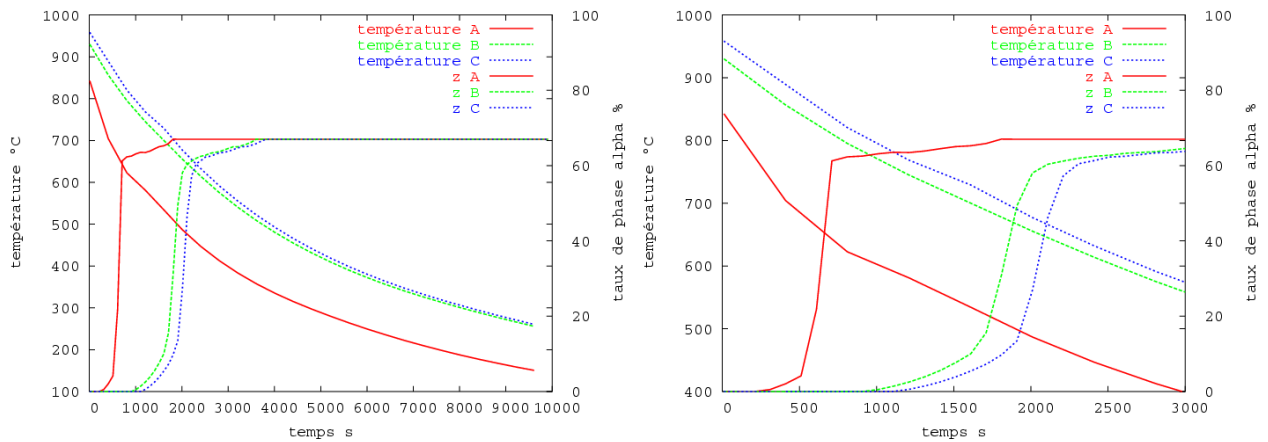 1000
900
800
700
600
500
400
300
200
100
température °C
température A
température B
température C
z A
z B
z C
100
80
60
40
20
0
taux de phase alpha %
0 1000 2000 3000 4000 5000 6000 7000 8000 9000 10000
temps s
1000
900
800
700
600
500
400
température °C
température A
température B
température C
z A
z B
z C
100
80
60
40
20
0
taux de phase alpha %
0 500 1000 1500 2000 2500 3000
temps s